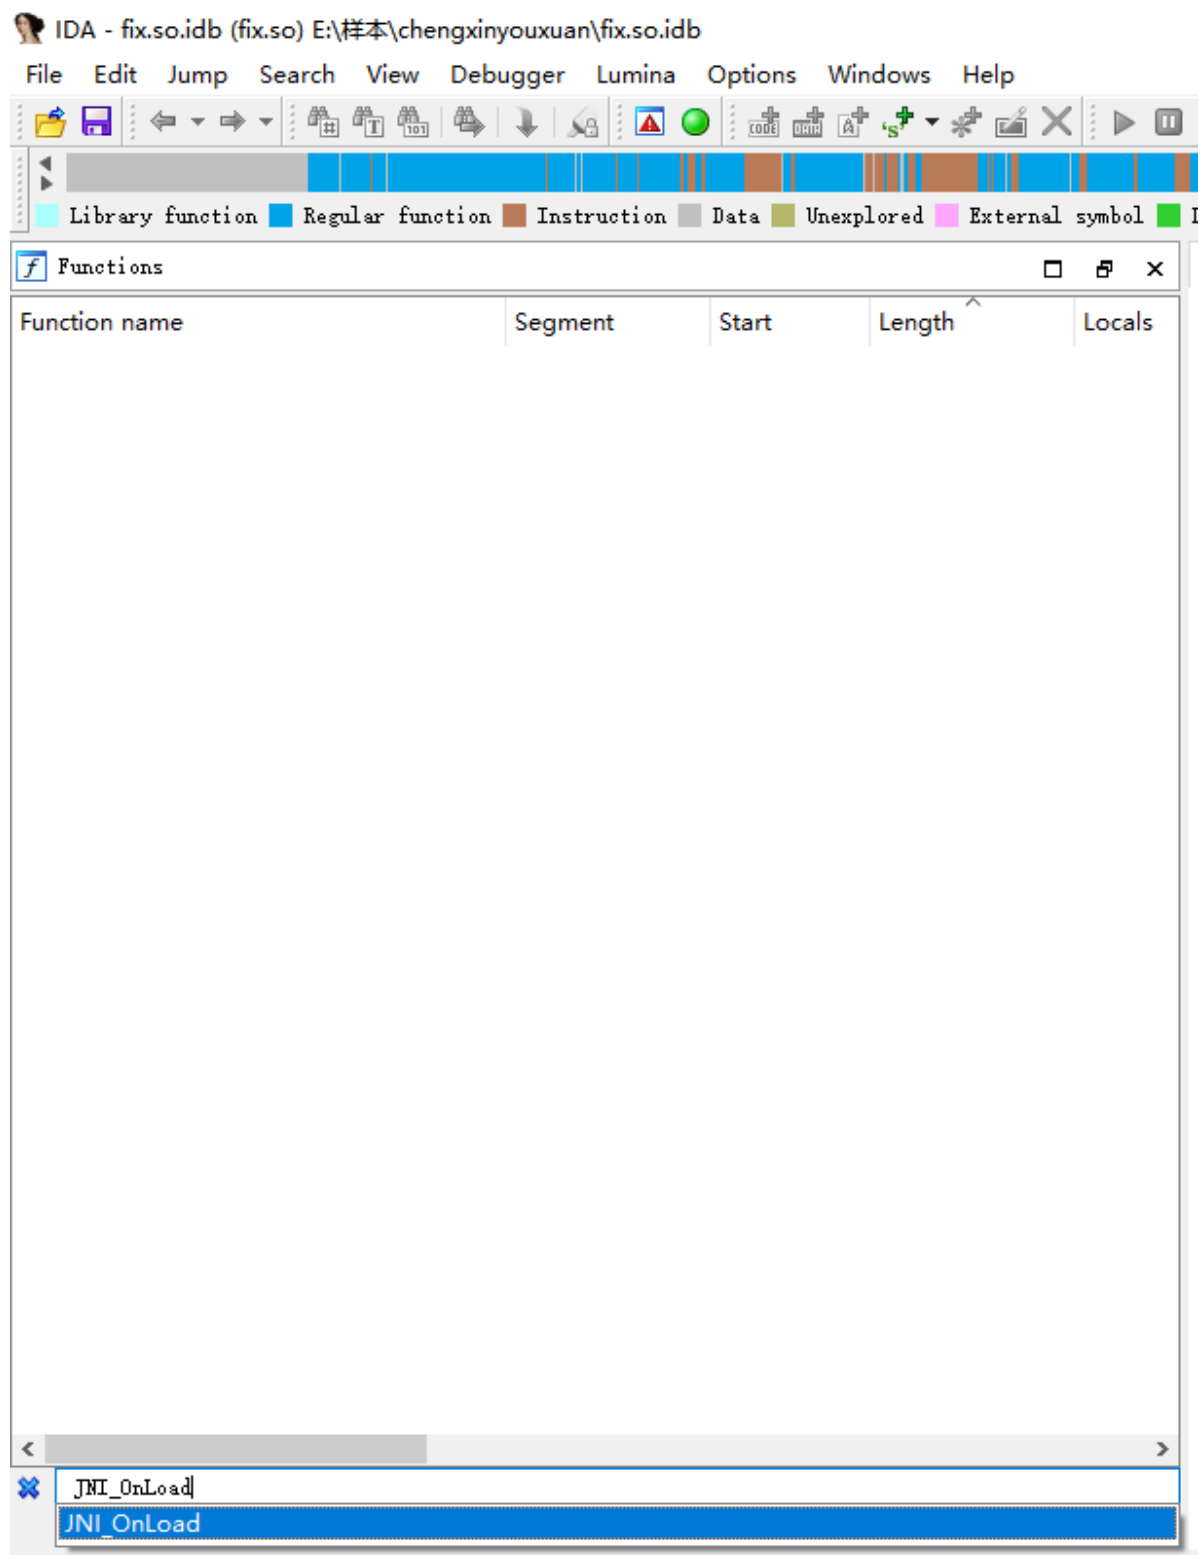 IDA - fix.so.idb (fix.so) E:\样本\chengxinyouxuan\fix.so.idb
File Edit Jump Search View Debugger Lumina Options Windows Help
Library function Regular function Instruction Data Unexplored External symbol
Functions
Function name Segment Start Length Locals
JNI_OnLoad
JNI_OnLoad